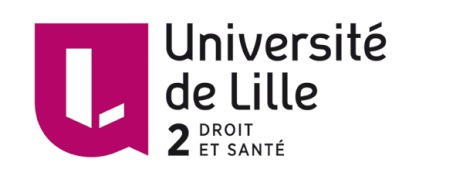 Université
de Lille
2 DROIT
ET SANTÉ